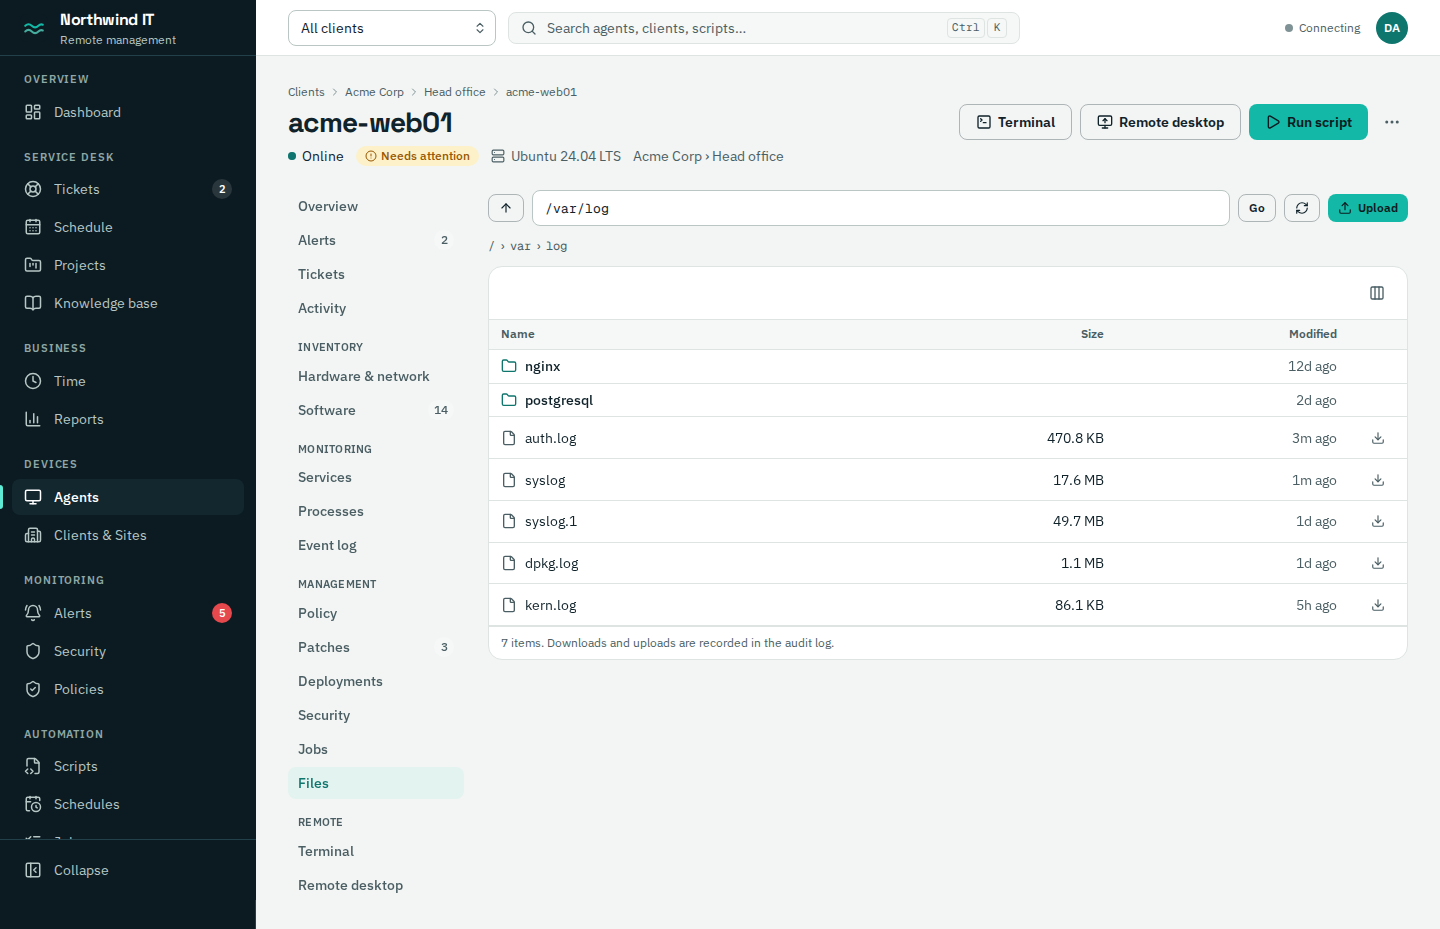 Northwind IT
Remote management
OVERVIEW
Dashboard
SERVICE DESK
Tickets 2
Schedule
Projects
Knowledge base
BUSINESS
Time
Reports
DEVICES
Agents
Clients & Sites
MONITORING
Alerts 5
Security
Policies
AUTOMATION
Scripts
Schedules
Collapse
All clients
Search agents, clients, scripts... Ctrl K
Connecting
DA
Clients > Acme Corp > Head office > acme-web01
acme-web01
Online Needs attention Ubuntu 24.04 LTS Acme Corp › Head office
Terminal
Remote desktop
Run script
Overview
Alerts 2
Tickets
Activity
INVENTORY
Hardware & network
Software 14
MONITORING
Services
Processes
Event log
MANAGEMENT
Policy
Patches 3
Deployments
Security
Jobs
Files
REMOTE
Terminal
Remote desktop
/var/log
Go
Upload
/ › var › log
Name Size Modified
nginx 12d ago
postgresql 2d ago
auth.log 470.8 KB 3m ago
syslog 17.6 MB 1m ago
syslog.1 49.7 MB 1d ago
dpkg.log 1.1 MB 1d ago
kern.log 86.1 KB 5h ago
7 items. Downloads and uploads are recorded in the audit log.